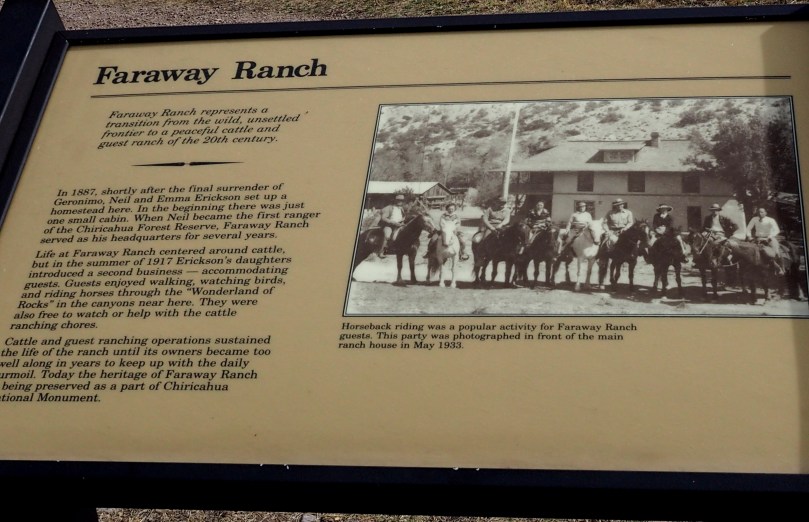 Faraway Ranch
Faraway Ranch represents a
transition from the wild, unsettled
frontier to a peaceful cattle and
guest ranch of the 20th century.
In 1887, shortly after the final surrender of
Geronimo, Neil and Emma Erickson set up a
homestead here. In the beginning there was just
one small cabin. When Neil became the first ranger
of the Chiricahua Forest Reserve, Faraway Ranch
served as his headquarters for several years.
Life at Faraway Ranch centered around cattle,
but in the summer of 1917 Erickson's daughters
introduced a second business — accommodating
guests. Guests enjoyed walking, watching birds,
and riding horses through the "Wonderland of
Rocks" in the canyons near here. They were
also free to watch or help with the cattle
ranching chores.
Cattle and guest ranching operations sustained
the life of the ranch until its owners became too
well along in years to keep up with the daily
urmoil. Today the heritage of Faraway Ranch
being preserved as a part of Chiricahua
tional Monument.
Horseback riding was a popular activity for Faraway Ranch
guests. This party was photographed in front of the main
ranch house in May 1933.